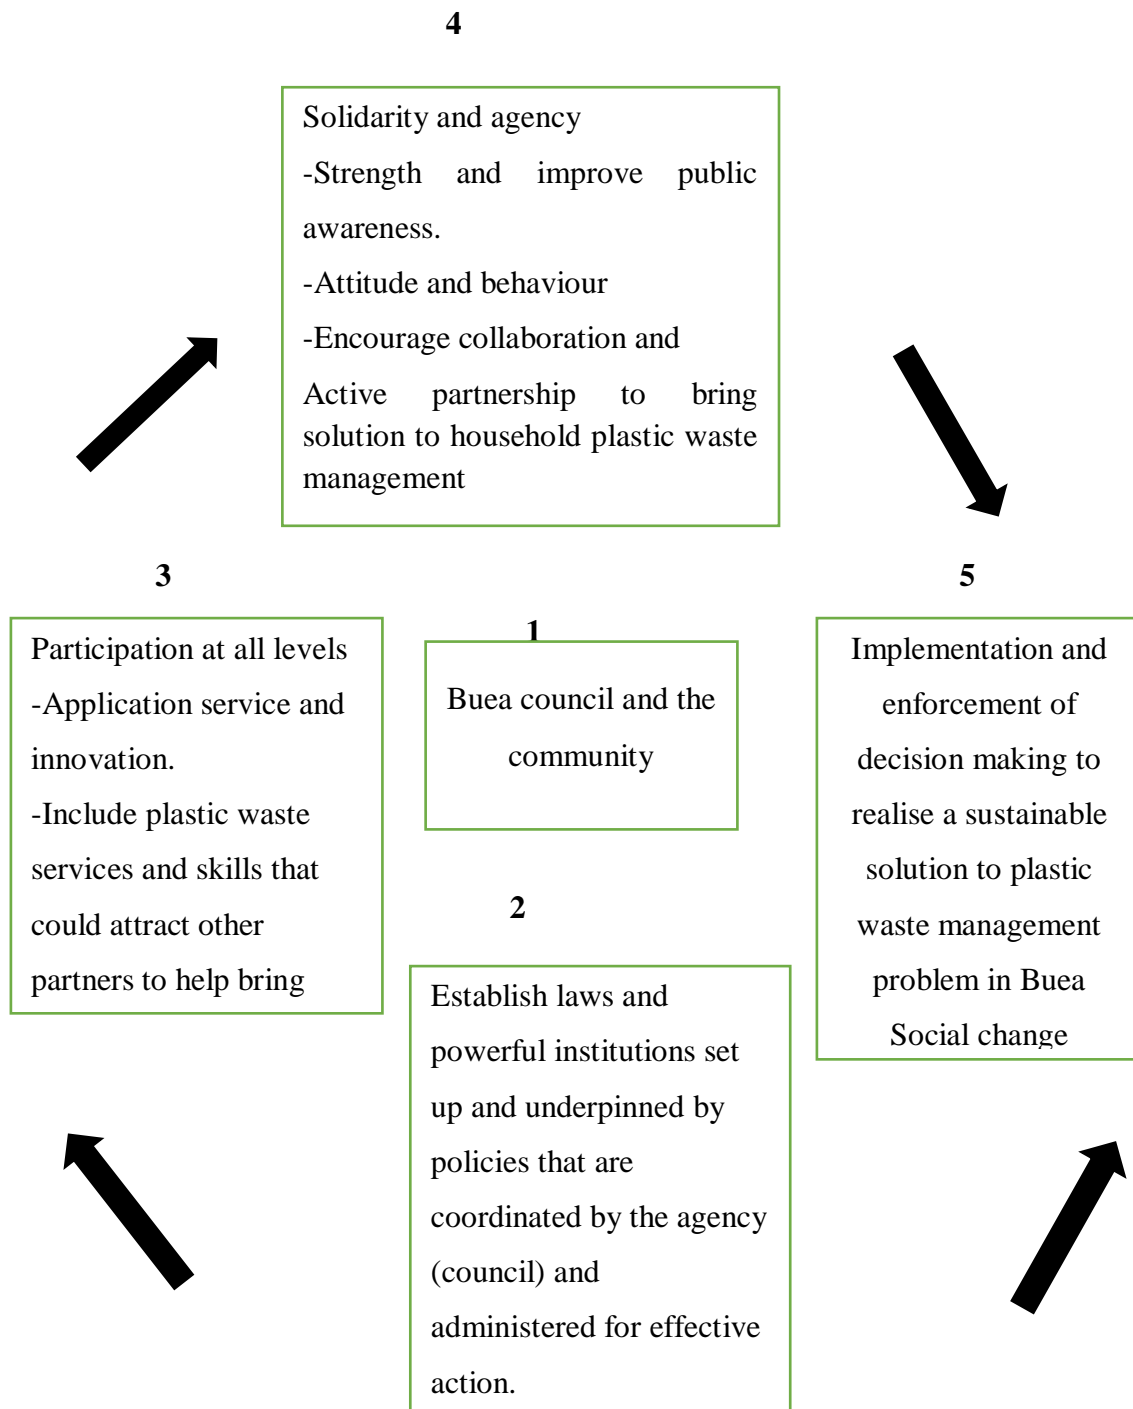 4
Solidarity and agency
-Strength and improve public
awareness.
-Attitude and behaviour
-Encourage collaboration and
Active partnership to bring
solution to household plastic waste
management
3
Participation at all levels
-Application service and
innovation.
-Include plastic waste
services and skills that
could attract other
partners to help bring
1
Buea council and the
community
5
Implementation and
enforcement of
decision making to
realise a sustainable
solution to plastic
waste management
problem in Buea
Social change
2
Establish laws and
powerful institutions set
up and underpinned by
policies that are
coordinated by the agency
(council) and
administered for effective
action.